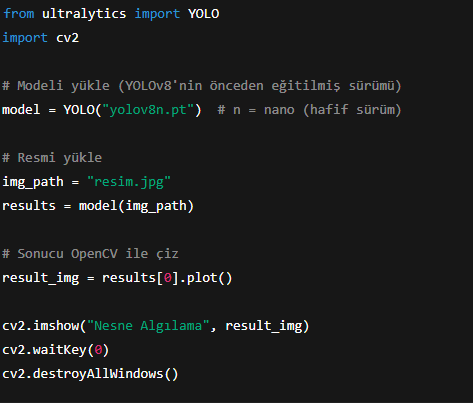 from ultralytics import YOLO
import cv2
# Modeli yükle (YOLOv8'nin önceden eğitilmiş sürümü)
model = YOLO("yolov8n.pt")  # n = nano (hafif sürüm)
# Resmi yükle
img_path = "resim.jpg"
results = model(img_path)
# Sonucu OpenCV ile çiz
result_img = results[0].plot()
cv2.imshow("Nesne Algılama", result_img)
cv2.waitKey(0)
cv2.destroyAllWindows()